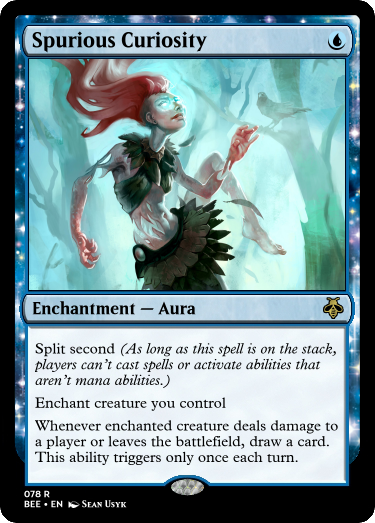 Spurious Curiosity
Enchantment — Aura
Split second (As long as this spell is on the stack,
players can't cast spells or activate abilities that
aren't mana abilities.)
Enchant creature you control
Whenever enchanted creature deals damage to
a player or leaves the battlefield, draw a card.
This ability triggers only once each turn.
078 R
BEE • EN Sean Usyk